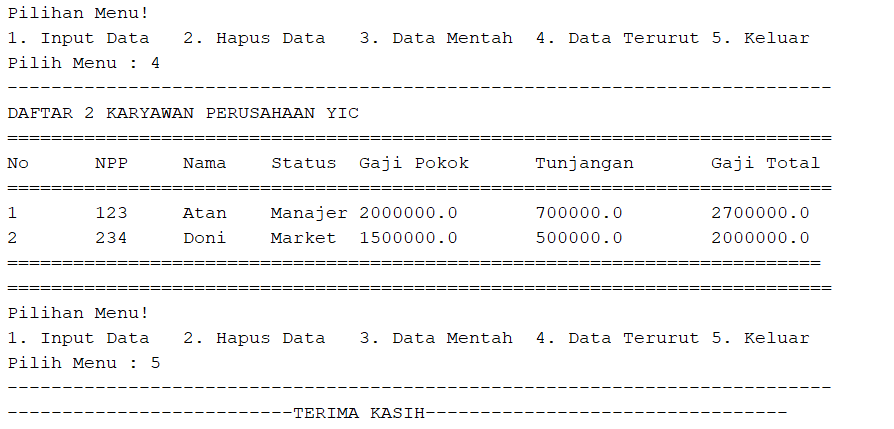 Pilihan Menu!
1. Input Data   2. Hapus Data   3. Data Mentah  4. Data Terurut 5. Keluar
Pilih Menu : 4
---------------------------------------------------------------------------
DAFTAR 2 KARYAWAN PERUSAHAAN YIC
===========================================================================
No      NPP     Nama    Status  Gaji Pokok      Tunjangan       Gaji Total
===========================================================================
1       123     Atan    Manajer 2000000.0       700000.0        2700000.0
2       234     Doni    Market  1500000.0       500000.0        2000000.0
==========================================================================
===========================================================================
Pilihan Menu!
1. Input Data   2. Hapus Data   3. Data Mentah  4. Data Terurut 5. Keluar
Pilih Menu : 5
---------------------------------------------------------------------------
--------------------------TERIMA KASIH---------------------------------